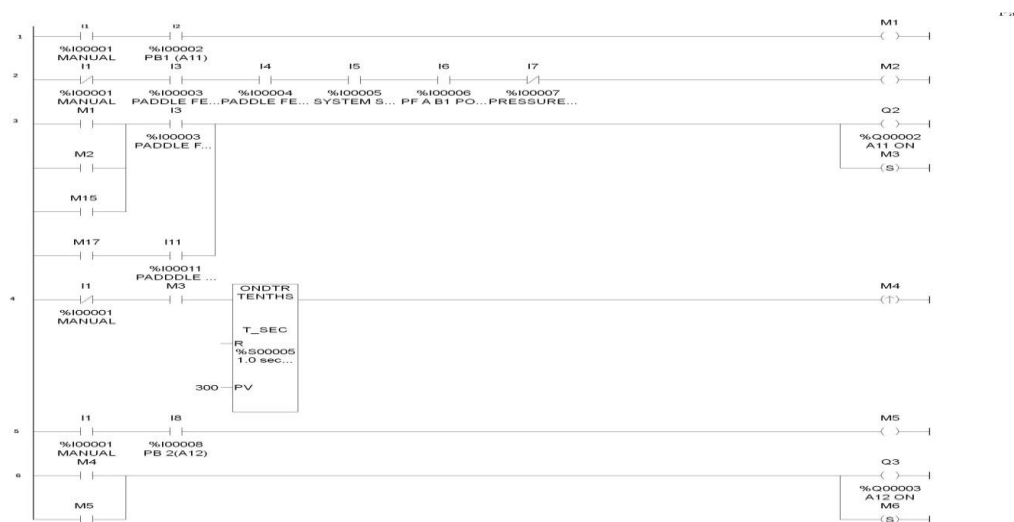 I1 I2 M1
1
%I00001 %I00002
MANUAL PB1 (A11)
I1 I3 I4 I5 I6 I7 M2
2
%I00001 %I00003 %I00004 %I00005 %I00006 %I00007
MANUAL PADDLE FE...PADDLE FE...SYSTEM S... PF A B1 PO...PRESSURE...
M1 I3 Q2
3
%I00003 %Q00002
PADDLE F... A11 ON
M2 M3
(S)
M15
M17 I11
%I00011
PADDDLE ...
I1 M3 ONDTR M4
4 TENTHS (↑)
%I00001
MANUAL
T_SEC
R
%S00005
1.0 sec...
300 PV
I1 I8 M5
5
%I00001 %I00008
MANUAL PB 2(A12)
M4 Q3
6
%Q00003
A12 ON
M5 M6
(S)